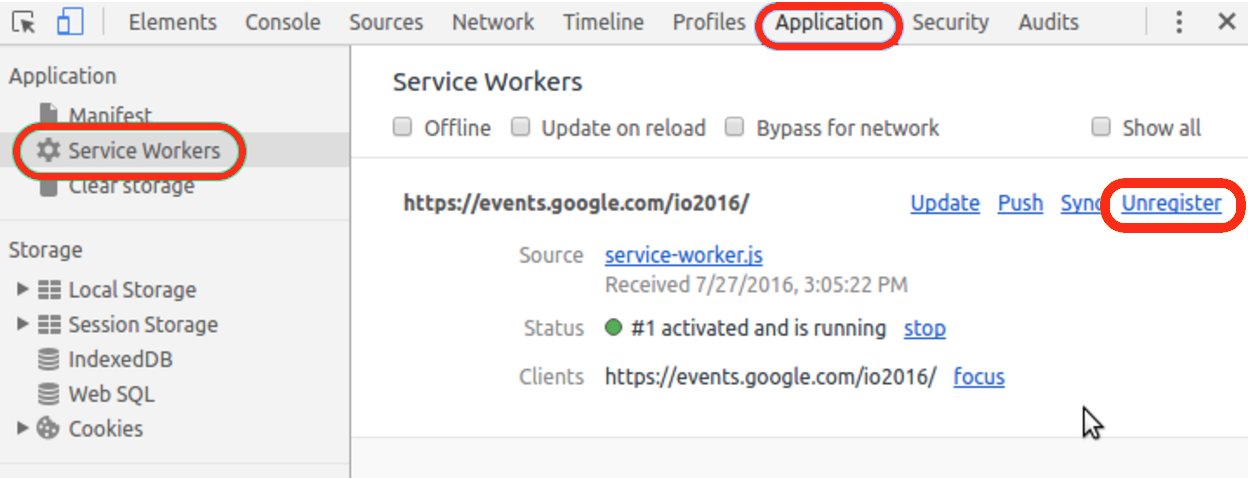 Elements Console Sources Network Timeline Profiles Application Security Audits
Application
Manifest
Service Workers
Clear storage
Storage
Local Storage
Session Storage
IndexedDB
Web SQL
Cookies
Service Workers
Offline Update on reload Bypass for network Show all
https://events.google.com/io2016/ Update Push Sync Unregister
Source service-worker.js
Received 7/27/2016, 3:05:22 PM
Status #1 activated and is running stop
Clients https://events.google.com/io2016/ focus